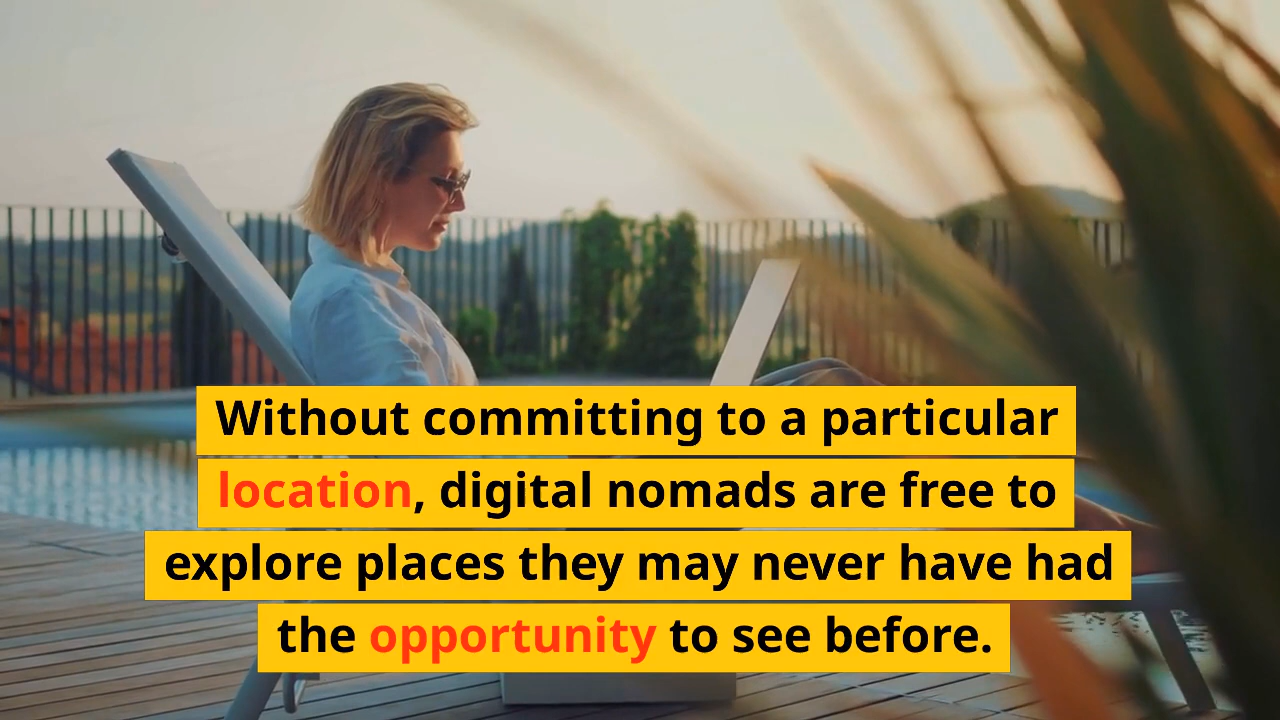 Without committing to a particular
location, digital nomads are free to
explore places they may never have had
the opportunity to see before.